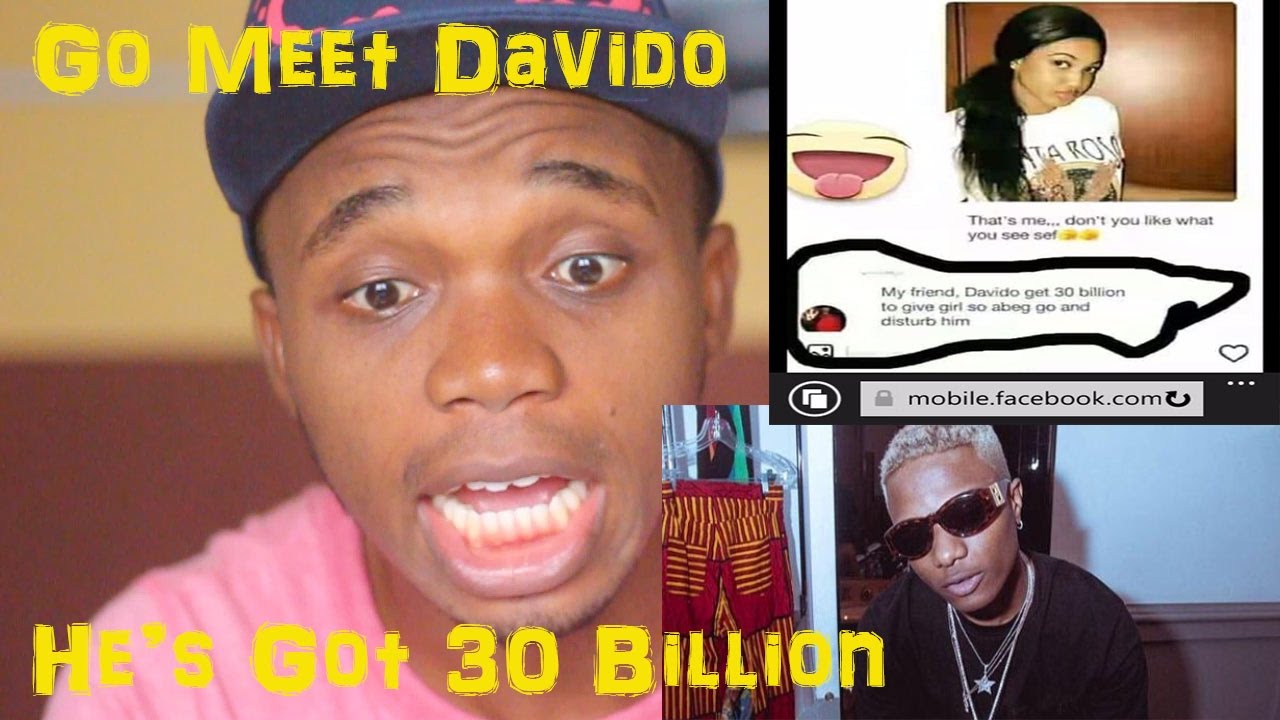 Go Meet Davido
That's me,,, don't you like what
you see sef
My friend, Davido get 30 billion
to give girl so abeg go and
disturb him
mobile.facebook.com
He's Got 30 Billion